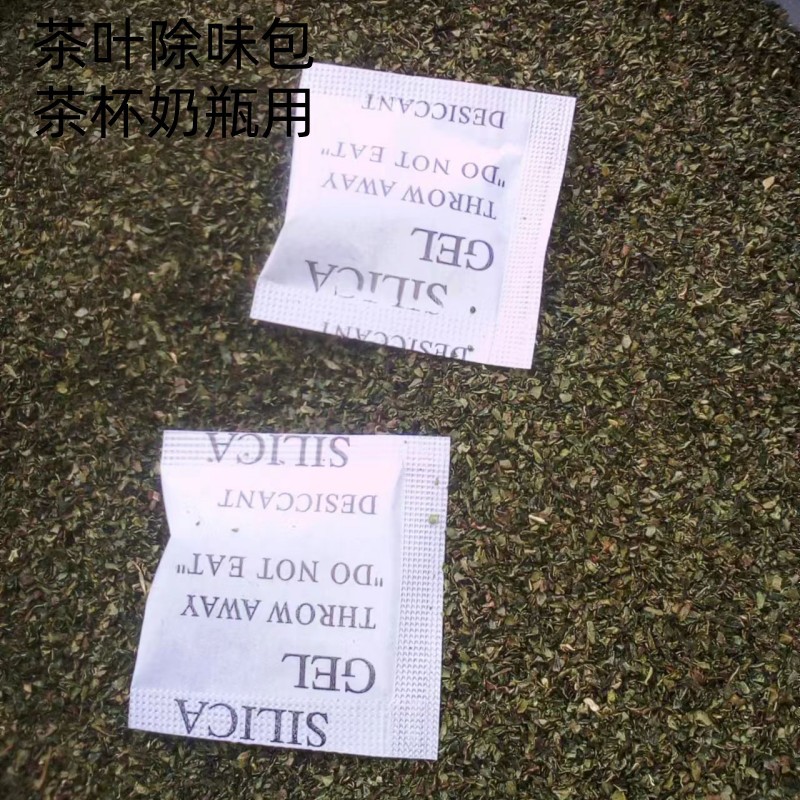 茶叶除味包
茶杯奶瓶用
DESICCANT
"DO NOT EAT"
THROW AWAY
GEL
SILICA
DESICCANT
SILICA
DESICCANT
"DO NOT EAT"
THROW AWAY
GEL
SILICA